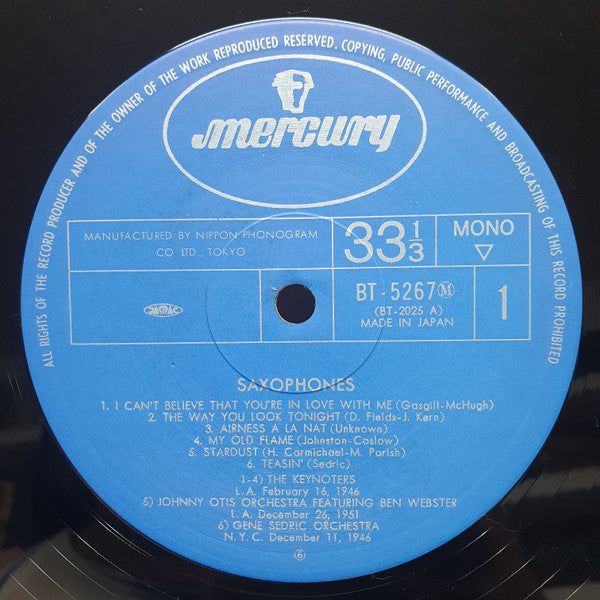 ALL RIGHTS OF THE RECORD PRODUCER AND OF THE OWNER OF THE WORK REPRODUCED RESERVED. COPYING, PUBLIC PERFORMANCE AND BROADCASTING OF THIS RECORD PROHIBITED
mercury
MANUFACTURED BY NIPPON PHONOGRAM
CO LTD., TOKYO
33 1/3
MONO
▽
JASRAC
BT-5267 Ⓜ
(BT-2025 A)
MADE IN JAPAN
1
SAXOPHONES
1. I CAN'T BELIEVE THAT YOU'RE IN LOVE WITH ME (Gasgill-McHugh)
2. THE WAY YOU LOOK TONIGHT (D. Fields-J. Kern)
3. AIRNESS A LA NAT (Unknown)
4. MY OLD FLAME (Johnston-Coslow)
5. STARDUST (H. Carmichael-M. Parish)
6. TEASIN' (Sedric)
1-4) THE KEYNOTERS
L.A. February 16, 1946
5) JOHNNY OTIS ORCHESTRA FEATURING BEN WEBSTER
L.A. December 26, 1951
6) GENE SEDRIC ORCHESTRA
N.Y.C. December 11, 1946
⑥